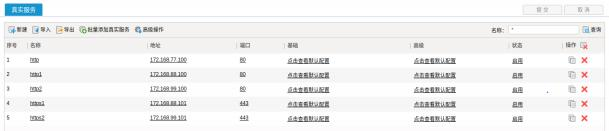 真实服务
提 交 取 消
新建 导入 导出 批量添加真实服务 高级操作 名称: * 查询
序号 名称 地址 端口 基础 高级 状态 操作
1 http 172.168.77.100 80 点击查看默认配置 点击查看默认配置 启用
2 http1 172.168.88.100 80 点击查看默认配置 点击查看默认配置 启用
3 http2 172.168.99.100 80 点击查看默认配置 点击查看默认配置 启用
4 https1 172.168.88.101 443 点击查看默认配置 点击查看默认配置 启用
5 https2 172.168.99.101 443 点击查看默认配置 点击查看默认配置 启用